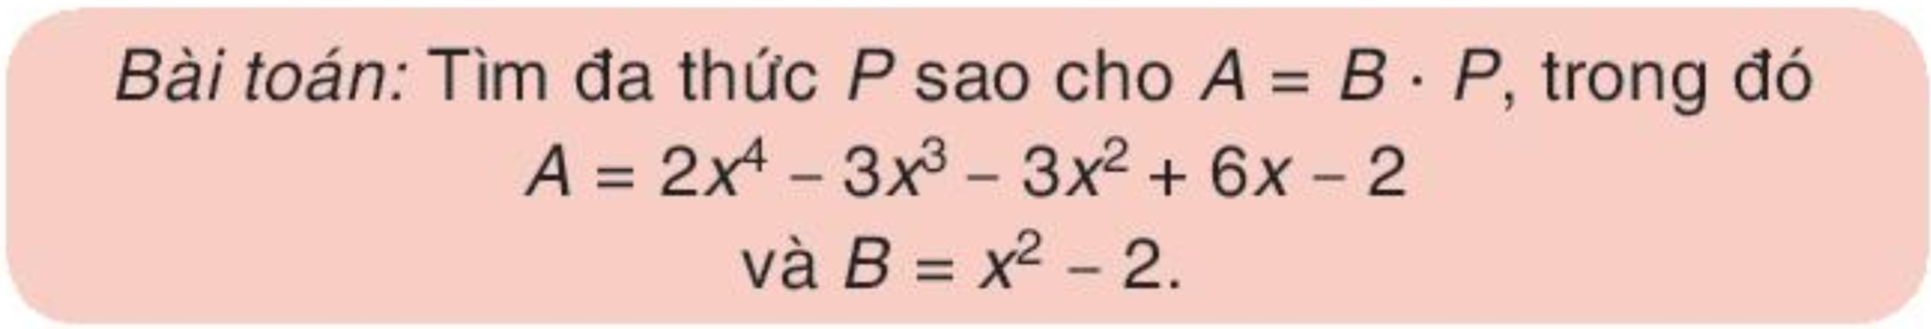 Bài toán: Tìm đa thức P sao cho A = B · P, trong đó
A = 2x⁴ – 3x³ – 3x² + 6x – 2
và B = x² – 2.